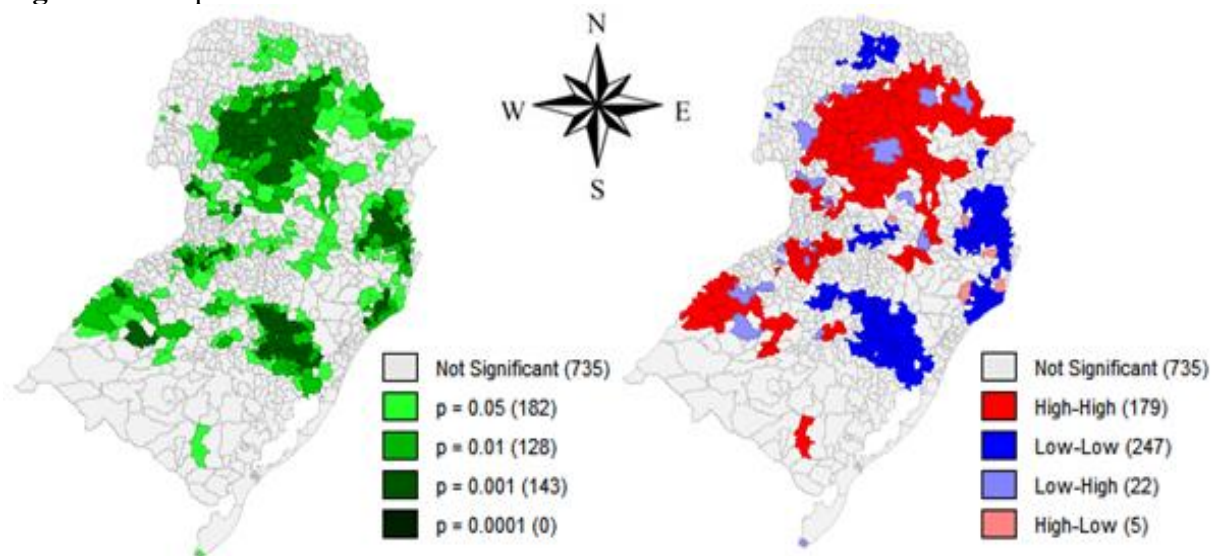 N
W E
S
Not Significant (735)
p = 0.05 (182)
p = 0.01 (128)
p = 0.001 (143)
p = 0.0001 (0)
Not Significant (735)
High-High (179)
Low-Low (247)
Low-High (22)
High-Low (5)